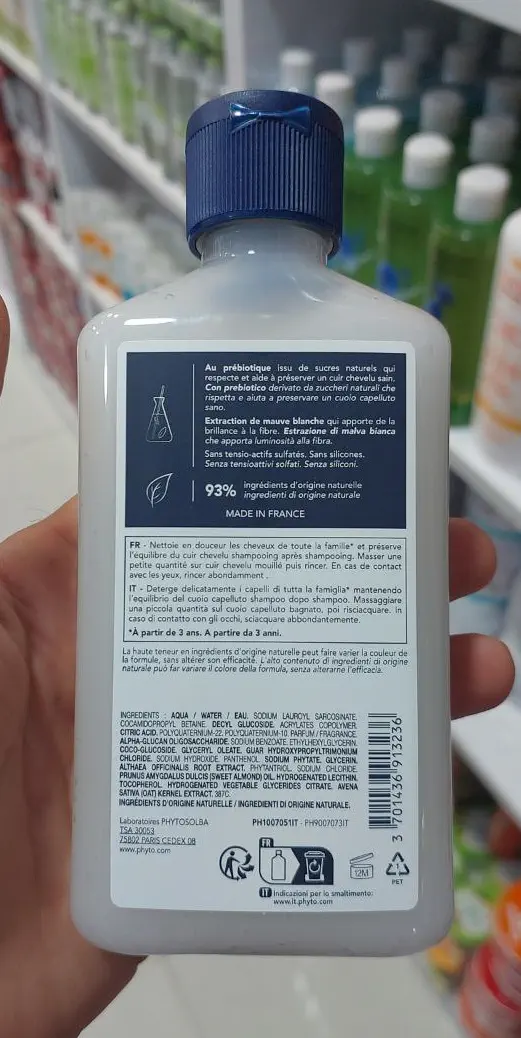 Au prébiotique issu de sucres naturels qui
respecte et aide à préserver un cuir chevelu sain.
Con prebiotico derivato da zuccheri naturali che
rispetta e aiuta a preservare un cuoio capelluto
sano.
Extraction de mauve blanche qui apporte de la
brillance à la fibre. Estrazione di malva bianca
che apporta luminosità alla fibra.
Sans tensio-actifs sulfatés. Sans silicones.
Senza tensioattivi solfati. Senza siliconi.
93% ingrédients d'origine naturelle
ingredienti di origine naturale
MADE IN FRANCE
FR - Nettoie en douceur les cheveux de toute la famille* et préserve
l'équilibre du cuir chevelu shampooing après shampooing. Masser une
petite quantité sur cuir chevelu mouillé puis rincer. En cas de contact
avec les yeux, rincer abondamment .
IT - Deterge delicatamente i capelli di tutta la famiglia* mantenendo
l'equilibrio del cuoio capelluto shampoo dopo shampoo. Massaggiare
una piccola quantità sul cuoio capelluto bagnato, poi risciacquare. in
caso di contatto con gli occhi, sciacquare abbondantemente.
*À partir de 3 ans. A partire da 3 anni.
La haute teneur en ingrédients d'origine naturelle peut faire varier la couleur de
la formule, sans altérer son efficacité. L'alto contenuto di ingredienti di origine
naturale può far variare il colore della formula, senza alterarne l'efficacia.
INGREDIENTS : AQUA / WATER / EAU. SODIUM LAUROYL SARCOSINATE.
COCAMIDOPROPYL BETAINE. DECYL GLUCOSIDE. ACRYLATES COPOLYMER.
CITRIC ACID. POLYQUATERNIUM-22. POLYQUATERNIUM-10. PARFUM / FRAGRANCE.
ALPHA-GLUCAN OLIGOSACCHARIDE. SODIUM BENZOATE. ETHYLHEXYLGLYCERIN.
COCO-GLUCOSIDE. GLYCERYL OLEATE. GUAR HYDROXYPROPYLTRIMONIUM
CHLORIDE. SODIUM HYDROXIDE. PANTHENOL. SODIUM PHYTATE. GLYCERIN.
ALTHAEA OFFICINALIS ROOT EXTRACT. PHYTANTRIOL. SODIUM CHLORIDE.
PRUNUS AMYGDALUS DULCIS (SWEET ALMOND) OIL. HYDROGENATED LECITHIN.
TOCOPHEROL. HYDROGENATED VEGETABLE GLYCERIDES CITRATE. AVENA
SATIVA (OAT) KERNEL EXTRACT. 387C.
INGRÉDIENTS D'ORIGINE NATURELLE / INGREDIENTI DI ORIGINE NATURALE.
3 701436 913236
Laboratoires PHYTOSOLBA
TSA 30053
75802 PARIS CEDEX 08
www.phyto.com
PH1007051IT - PH9007073IT
FR
12M
PET
IT Indicazioni per lo smaltimento:
www.it.phyto.com